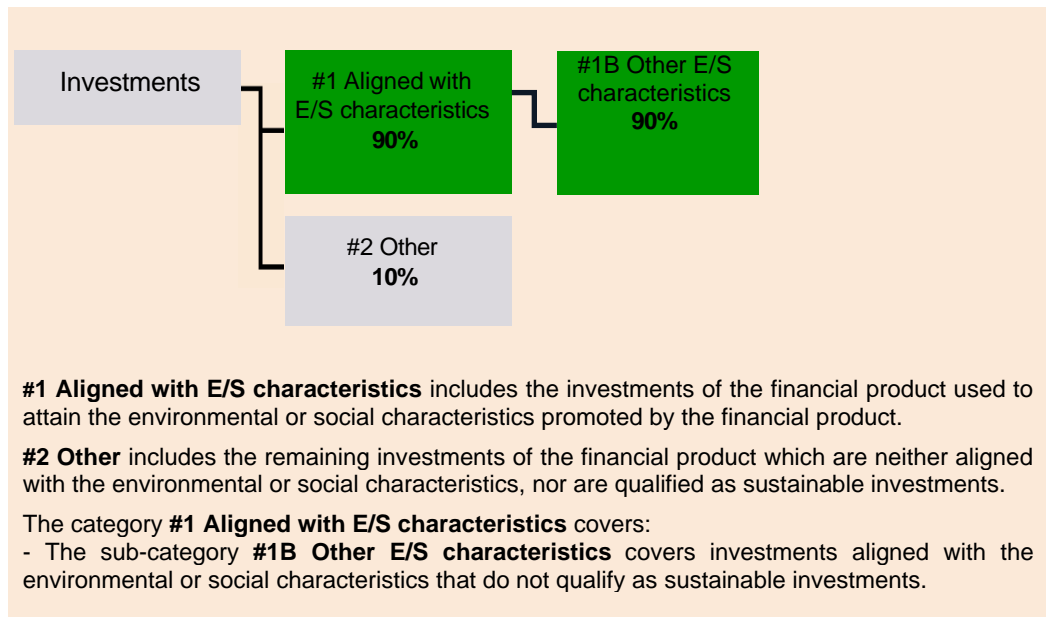 Investments
#1 Aligned with
E/S characteristics
90%
#1B Other E/S
characteristics
90%
#2 Other
10%
#1 Aligned with E/S characteristics includes the investments of the financial product used to
attain the environmental or social characteristics promoted by the financial product.
#2 Other includes the remaining investments of the financial product which are neither aligned
with the environmental or social characteristics, nor are qualified as sustainable investments.
The category #1 Aligned with E/S characteristics covers:
- The sub-category #1B Other E/S characteristics covers investments aligned with the
environmental or social characteristics that do not qualify as sustainable investments.